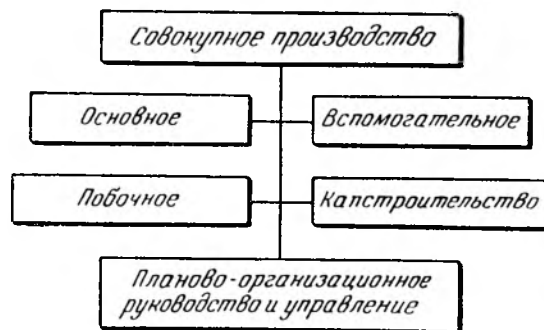 Совокупное производство
Основное
Вспомогательное
Побочное
Капстроительство
Планово-организационное
руководство и управление